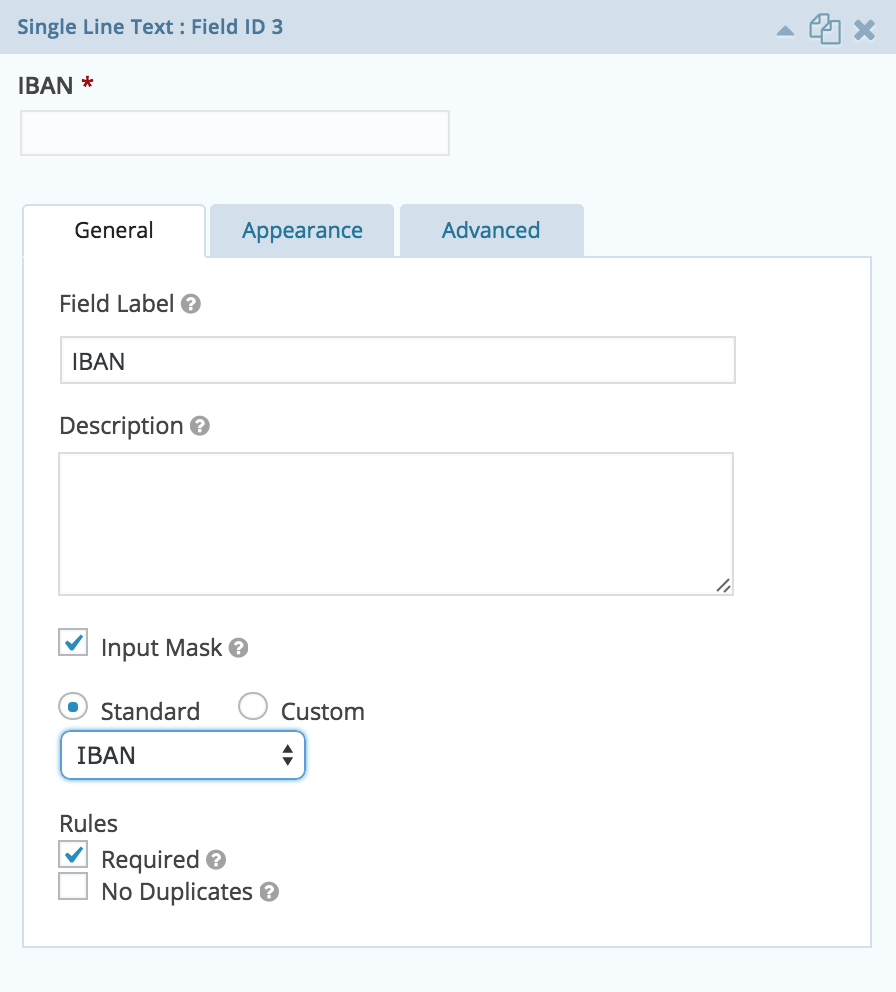 Single Line Text : Field ID 3
IBAN *
General Appearance Advanced
Field Label ?
IBAN
Description ?
Input Mask ?
Standard Custom
IBAN
Rules
Required ?
No Duplicates ?